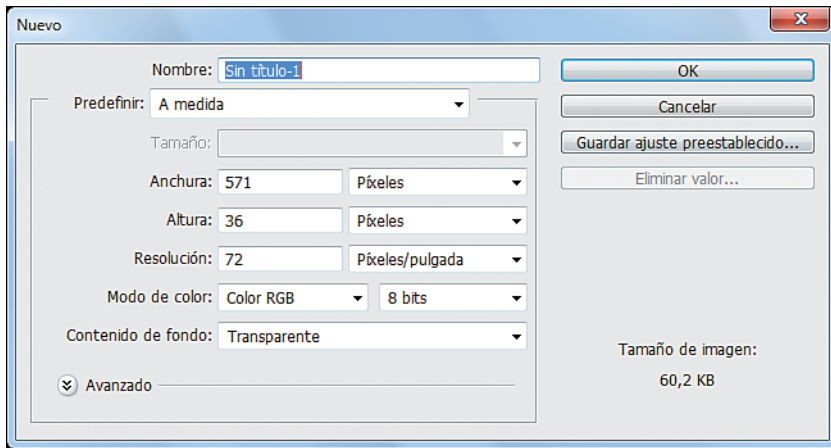 Nuevo
Nombre: Sin título-1
OK
Predefinir: A medida
Cancelar
Tamaño:
Guardar ajuste preestablecido...
Anchura: 571 Píxeles
Eliminar valor...
Altura: 36 Píxeles
Resolución: 72 Píxeles/pulgada
Modo de color: Color RGB 8 bits
Contenido de fondo: Transparente
Tamaño de imagen:
60,2 KB
Avanzado